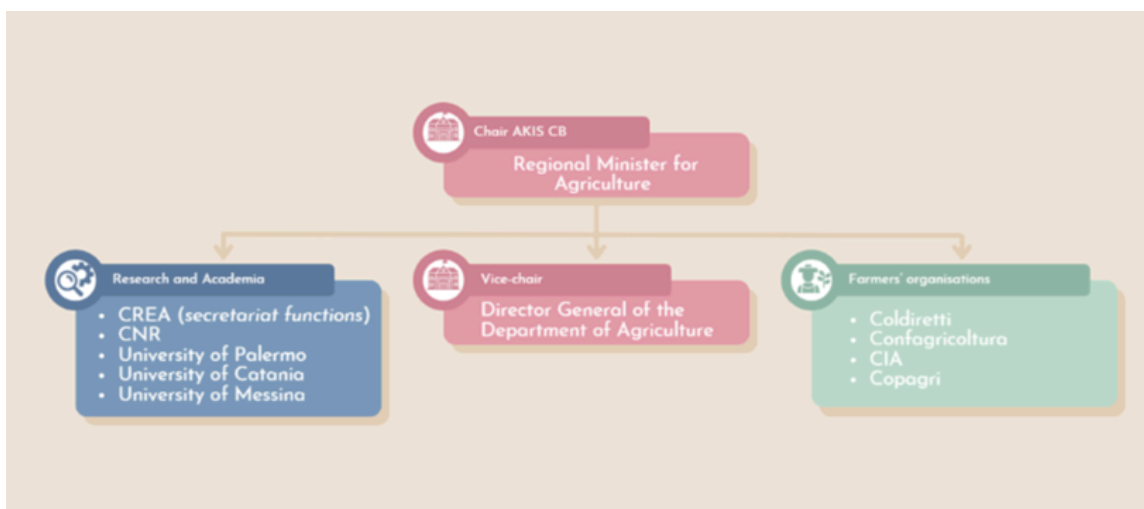 Chair AKIS CB
Regional Minister for
Agriculture
Research and Academia
• CREA (secretariat functions)
• CNR
• University of Palermo
• University of Catania
• University of Messina
Vice-chair
Director General of the
Department of Agriculture
Farmers' organisations
• Coldiretti
• Confagricoltura
• CIA
• Copagri